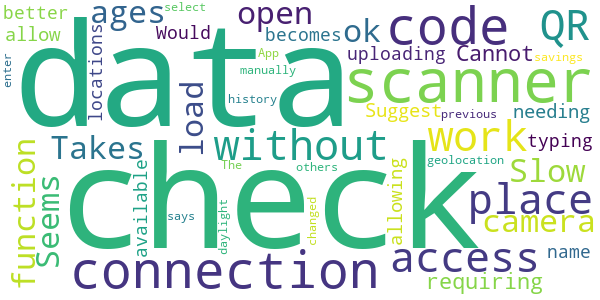 better
select
ages
open
code
QR
allow
locations
Would
becomes
ok
data
uploading
Cannot
enter
load
manually
App
savings
scanner
history
Suggest
previous
needing
Takes
without
work
typing
The
others
geolocation
function
Seems
check
available
says
daylight
changed
allowing
Slow
place
camera
connection
access
name
requiring